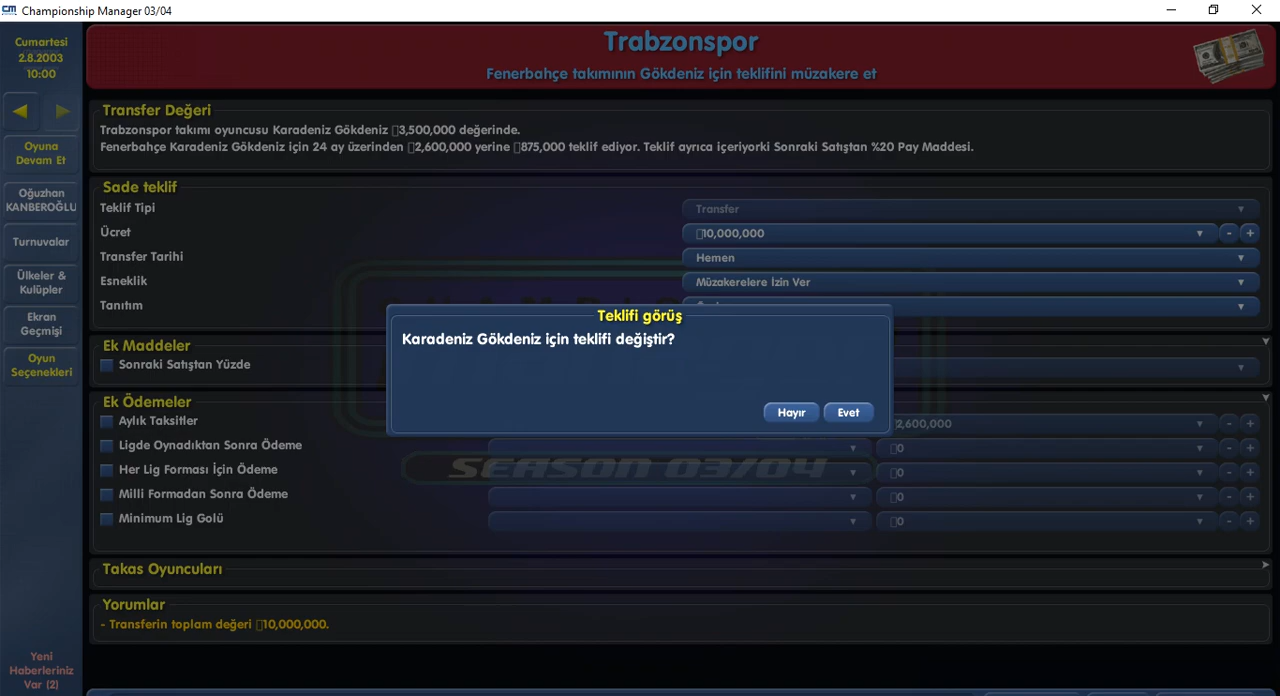 Championship Manager 03/04
Cumartesi
2.8.2003
10:00
Oyuna
Devam Et
Oğuzhan
KANBEROĞLU
Turnuvalar
Ülkeler &
Kulüpler
Ekran
Geçmişi
Oyun
Seçenekleri
Yeni
Haberleriniz
Var (2)
Trabzonspor
Fenerbahçe takımının Gökdeniz için teklifini müzakere et
Transfer Değeri
Trabzonspor takımı oyuncusu Karadeniz Gökdeniz ▯3,500,000 değerinde.
Fenerbahçe Karadeniz Gökdeniz için 24 ay üzerinden ▯2,600,000 yerine ▯875,000 teklif ediyor. Teklif ayrıca içeriyorki Sonraki Satıştan %20 Pay Maddesi.
Sade teklif
Teklif Tipi Transfer
Ücret ▯10,000,000 - +
Transfer Tarihi Hemen
Esneklik Müzakerelere İzin Ver
Tanıtım
Teklifi görüş
Karadeniz Gökdeniz için teklifi değiştir?
Hayır Evet
Ek Maddeler
Sonraki Satıştan Yüzde
Ek Ödemeler
Aylık Taksitler ▯2,600,000 - +
Ligde Oynadıktan Sonra Ödeme ▯0 - +
Her Lig Forması İçin Ödeme ▯0 - +
Milli Formadan Sonra Ödeme ▯0 - +
Minimum Lig Golü ▯0 - +
SEASON 03/04
Takas Oyuncuları
Yorumlar
- Transferin toplam değeri ▯10,000,000.